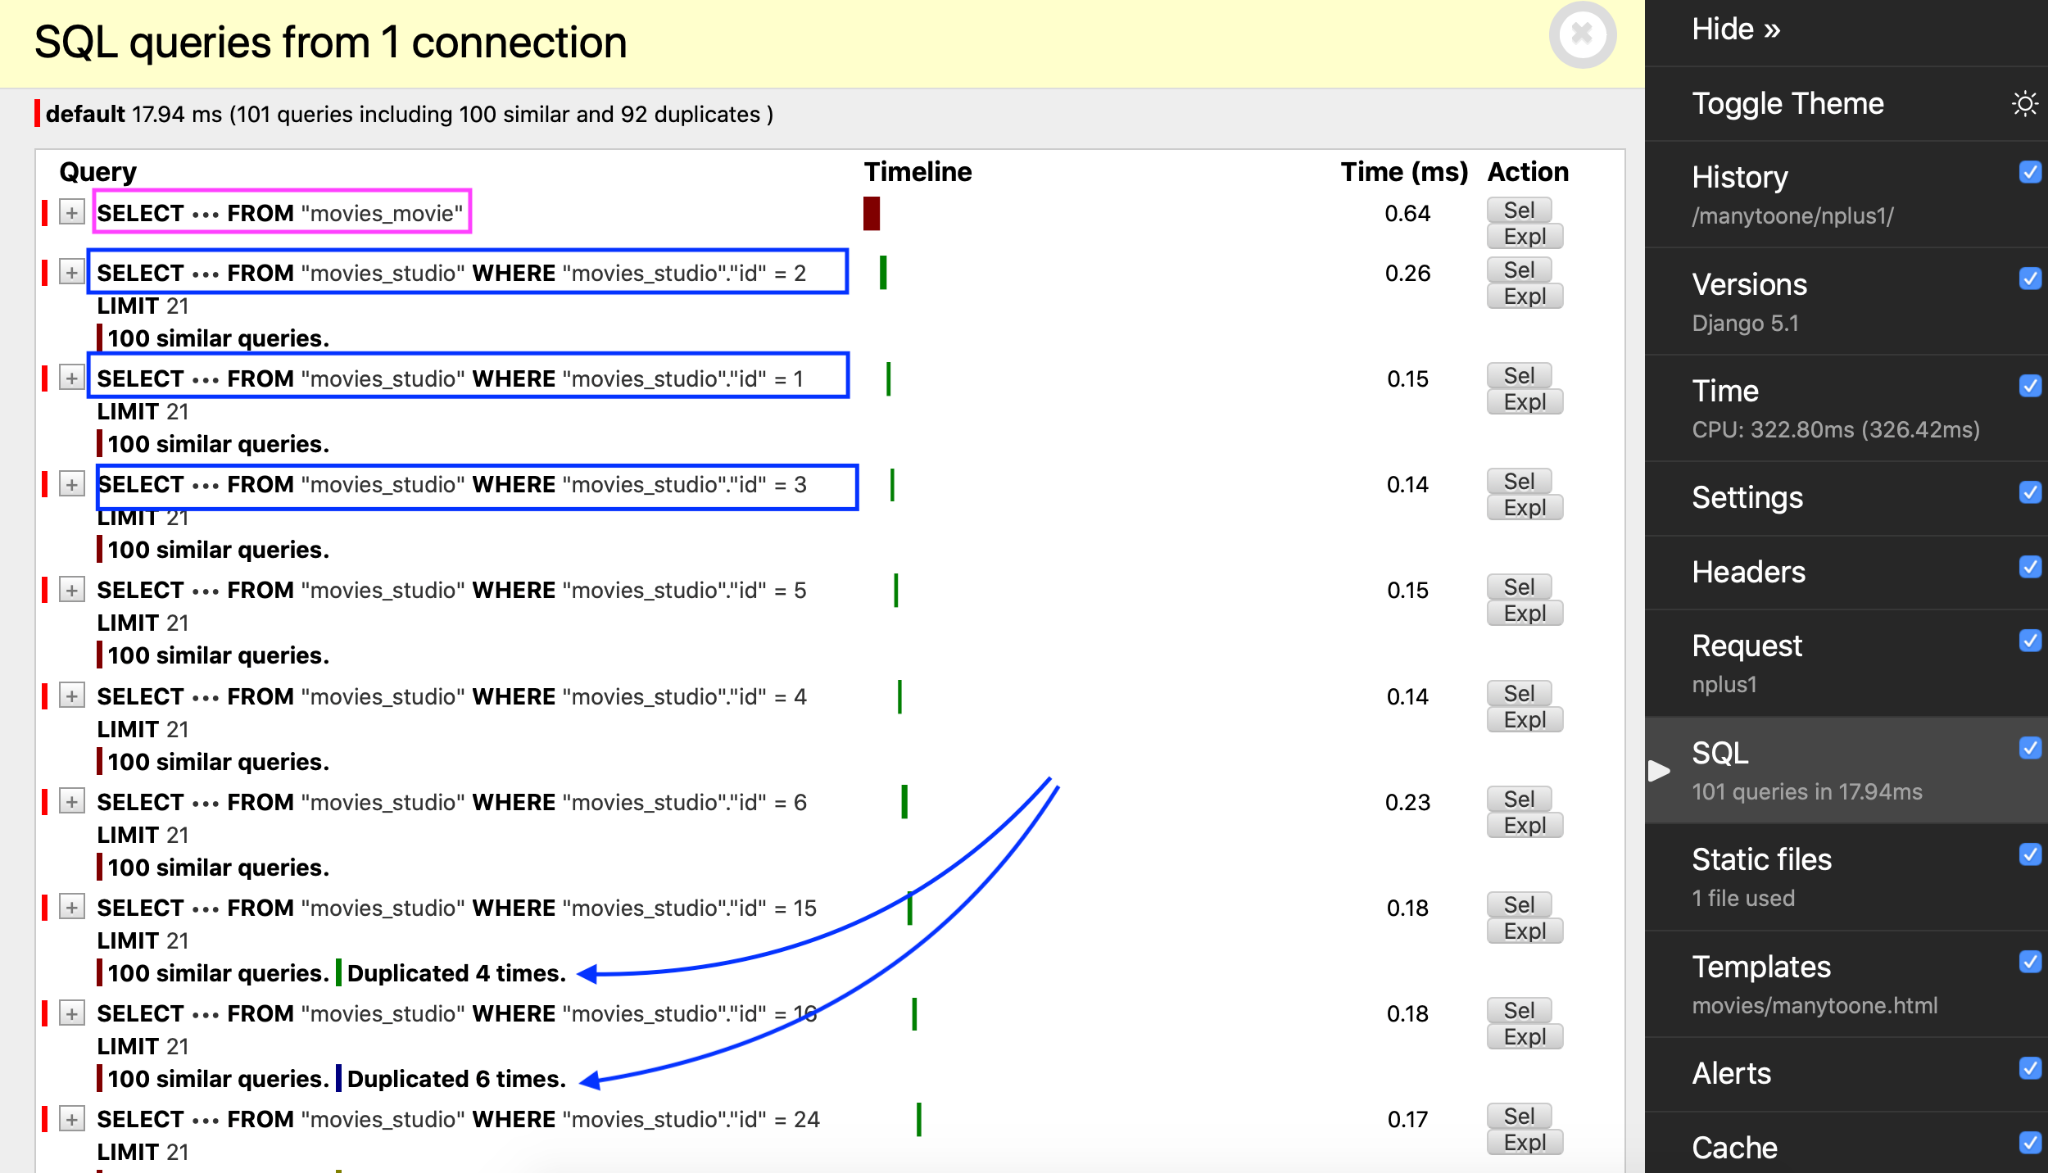 SQL queries from 1 connection
default 17.94 ms (101 queries including 100 similar and 92 duplicates )
Query Timeline Time (ms) Action
+ SELECT ••• FROM "movies_movie" 0.64 Sel
Expl
+ SELECT ••• FROM "movies_studio" WHERE "movies_studio"."id" = 2 0.26 Sel
Expl
LIMIT 21
100 similar queries.
+ SELECT ••• FROM "movies_studio" WHERE "movies_studio"."id" = 1 0.15 Sel
Expl
LIMIT 21
100 similar queries.
+ SELECT ••• FROM "movies_studio" WHERE "movies_studio"."id" = 3 0.14 Sel
Expl
LIMIT 21
100 similar queries.
+ SELECT ••• FROM "movies_studio" WHERE "movies_studio"."id" = 5 0.15 Sel
Expl
LIMIT 21
100 similar queries.
+ SELECT ••• FROM "movies_studio" WHERE "movies_studio"."id" = 4 0.14 Sel
Expl
LIMIT 21
100 similar queries.
+ SELECT ••• FROM "movies_studio" WHERE "movies_studio"."id" = 6 0.23 Sel
Expl
LIMIT 21
100 similar queries.
+ SELECT ••• FROM "movies_studio" WHERE "movies_studio"."id" = 15 0.18 Sel
Expl
LIMIT 21
100 similar queries. Duplicated 4 times.
+ SELECT ••• FROM "movies_studio" WHERE "movies_studio"."id" = 16 0.18 Sel
Expl
LIMIT 21
100 similar queries. Duplicated 6 times.
+ SELECT ••• FROM "movies_studio" WHERE "movies_studio"."id" = 24 0.17 Sel
Expl
LIMIT 21
Hide »
Toggle Theme
History
/manytoone/nplus1/
Versions
Django 5.1
Time
CPU: 322.80ms (326.42ms)
Settings
Headers
Request
nplus1
SQL
101 queries in 17.94ms
Static files
1 file used
Templates
movies/manytoone.html
Alerts
Cache